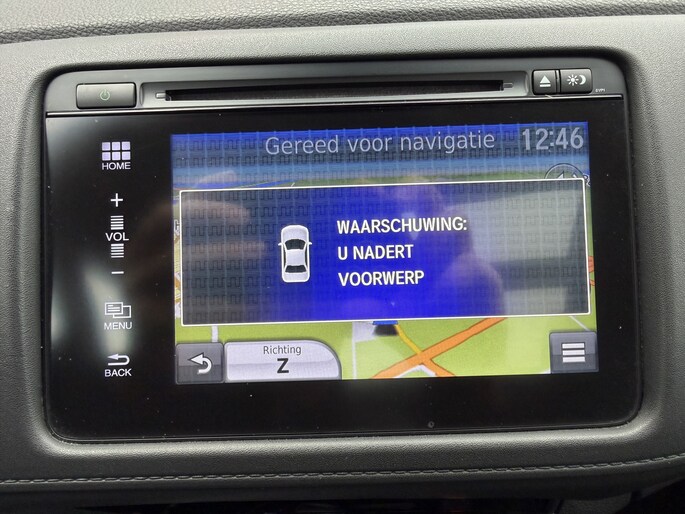 HOME
+
VOL
−
MENU
BACK
Gereed voor navigatie 12:46
WAARSCHUWING:
U NADERT
VOORWERP
Richting
Z